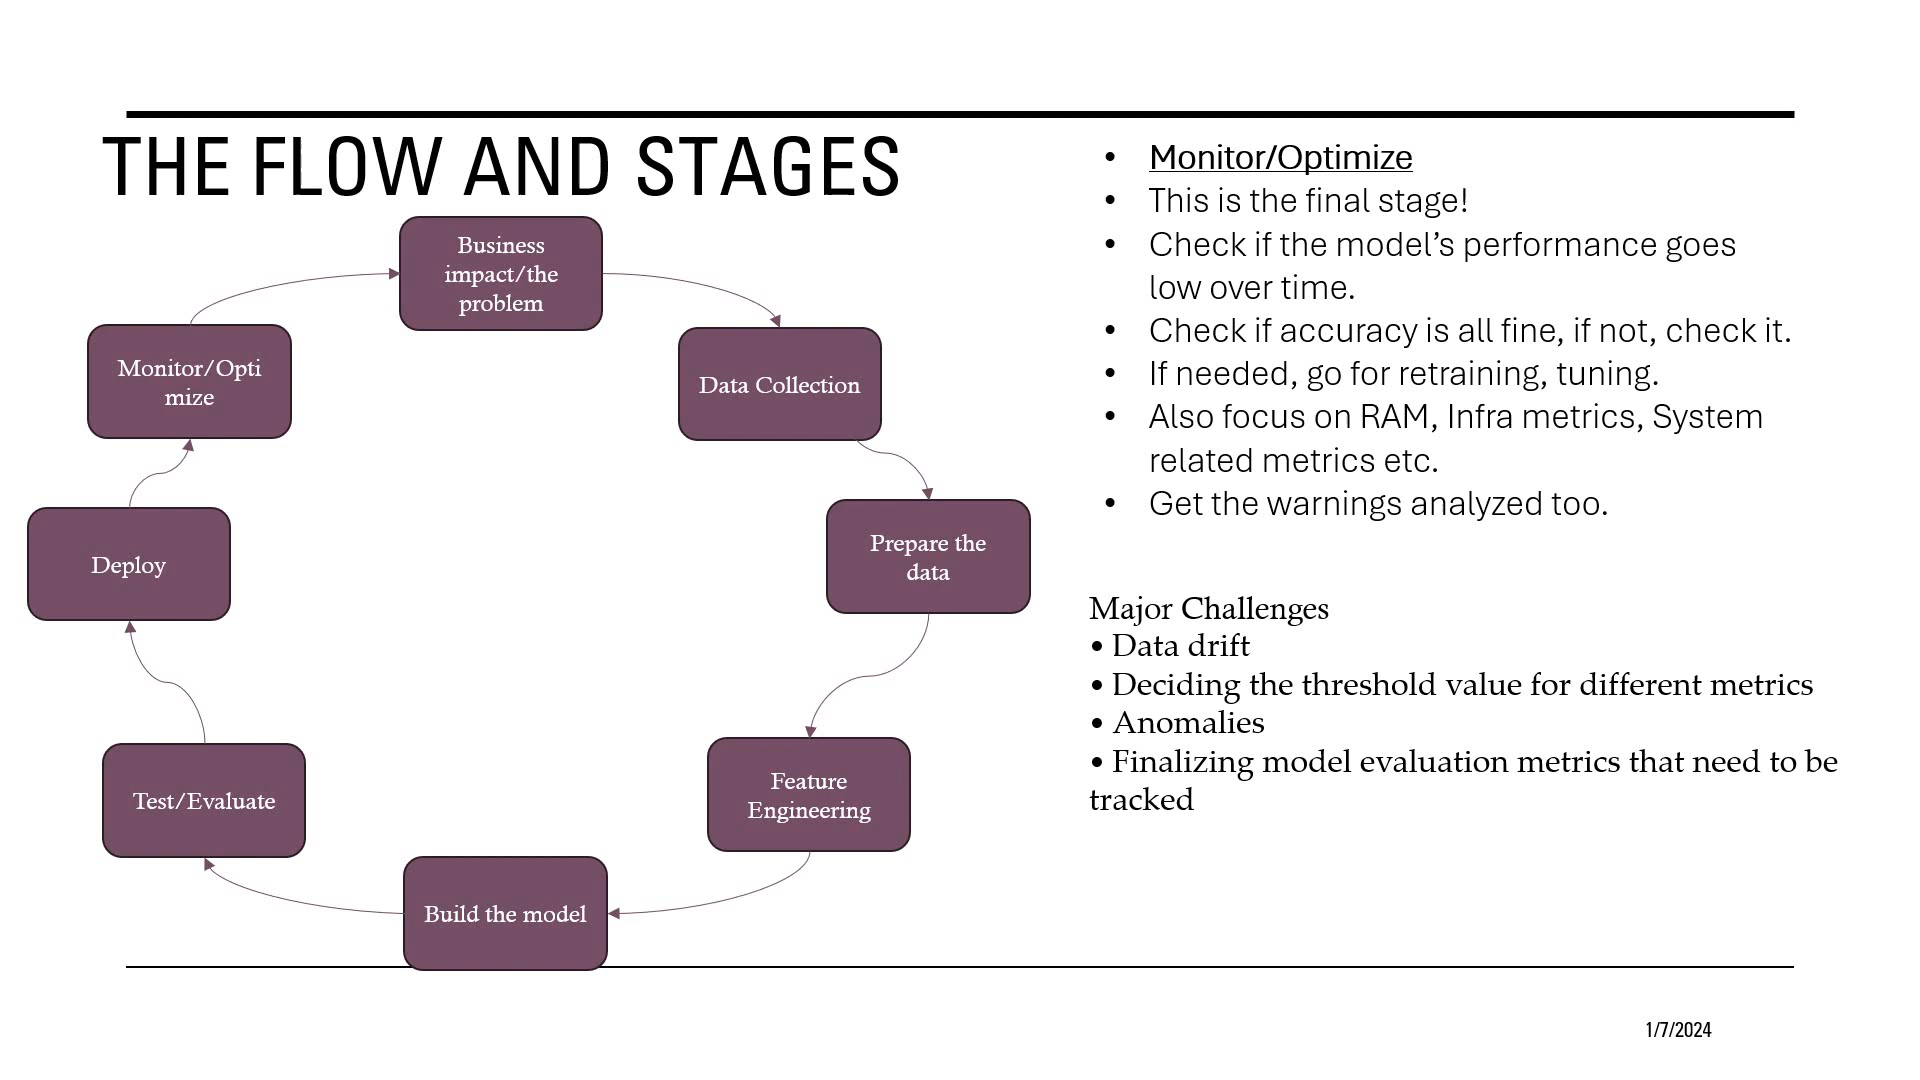 THE FLOW AND STAGES
Business
impact/the
problem
Data Collection
Prepare the
data
Feature
Engineering
Build the model
Test/Evaluate
Deploy
Monitor/Opti
mize
• Monitor/Optimize
• This is the final stage!
• Check if the model’s performance goes
low over time.
• Check if accuracy is all fine, if not, check it.
• If needed, go for retraining, tuning.
• Also focus on RAM, Infra metrics, System
related metrics etc.
• Get the warnings analyzed too.
Major Challenges
• Data drift
• Deciding the threshold value for different metrics
• Anomalies
• Finalizing model evaluation metrics that need to be
tracked
1/7/2024